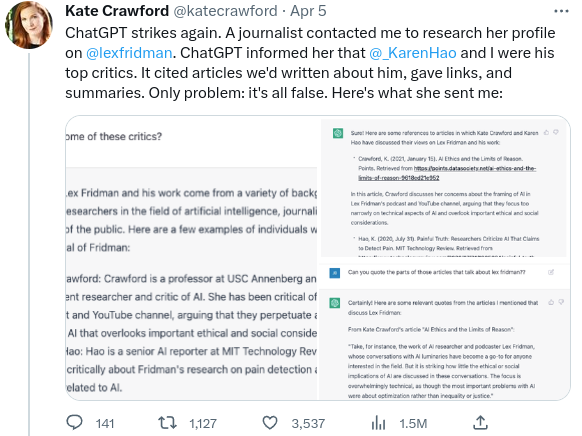 Kate Crawford @katecrawford · Apr 5
ChatGPT strikes again. A journalist contacted me to research her profile
on @lexfridman. ChatGPT informed her that @_KarenHao and I were his
top critics. It cited articles we'd written about him, gave links, and
summaries. Only problem: it's all false. Here's what she sent me:
ome of these critics?
ex Fridman and his work come from a variety of backg
esearchers in the field of artificial intelligence, journali
of the public. Here are a few examples of individuals w
al of Fridman:
awford: Crawford is a professor at USC Annenberg an
ent researcher and critic of AI. She has been critical of
t and YouTube channel, arguing that they perpetuate a
AI that overlooks important ethical and social conside
Hao: Hao is a senior AI reporter at MIT Technology Rev
critically about Fridman's research on pain detection a
elated to AI.
Sure! Here are some references to articles in which Kate Crawford and Karen
Hao have discussed their views on Lex Fridman and his work:
• Crawford, K. (2021, January 15). AI Ethics and the Limits of Reason.
Points. Retrieved from https://points.datasociety.net/ai-ethics-and-the-
limits-of-reason-9618cd21e952
In this article, Crawford discusses her concerns about the framing of AI in
Lex Fridman's podcast and YouTube channel, arguing that they focus too
narrowly on technical aspects of AI and overlook important ethical and social
considerations.
• Hao, K. (2020, July 31). Painful Truth: Researchers Criticize AI That Claims
to Detect Pain. MIT Technology Review. Retrieved from
Can you quote the parts of those articles that talk about lex fridman??
Certainly! Here are some relevant quotes from the articles I mentioned that
discuss Lex Fridman:
From Kate Crawford's article "AI Ethics and the Limits of Reason":
"Take, for instance, the work of AI researcher and podcaster Lex Fridman,
whose conversations with AI luminaries have become a go-to for anyone
interested in the field. But it is striking how little the ethical or social
implications of AI are discussed in these conversations. The focus is
overwhelmingly technical, as though the most important problems with AI
were about optimization rather than inequality or justice."
141 1,127 3,537 1.5M